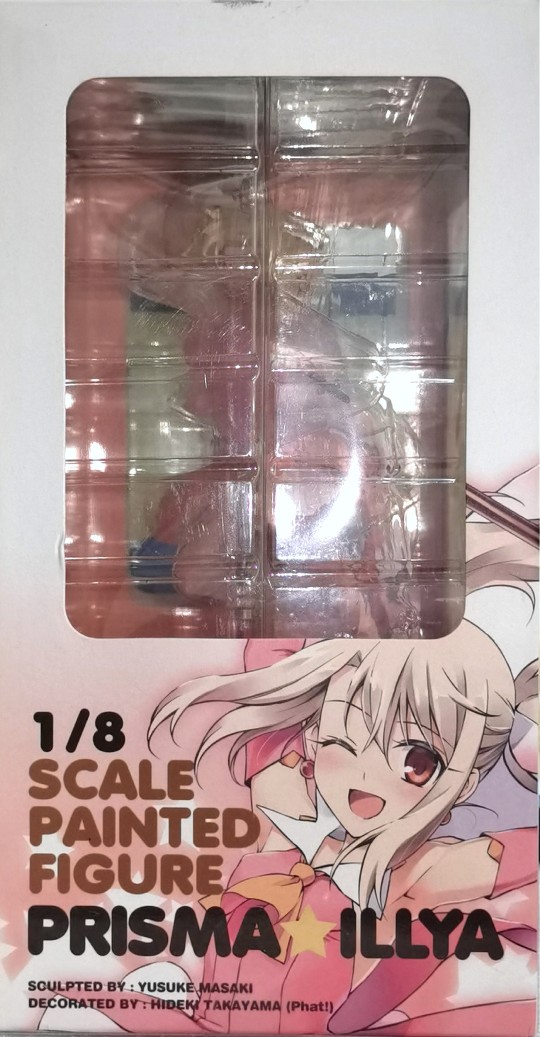 1/8
SCALE
PAINTED
FIGURE
PRISMA★ILLYA
SCULPTED BY : YUSUKE MASAKI
DECORATED BY : HIDEKI TAKAYAMA (Phat!)